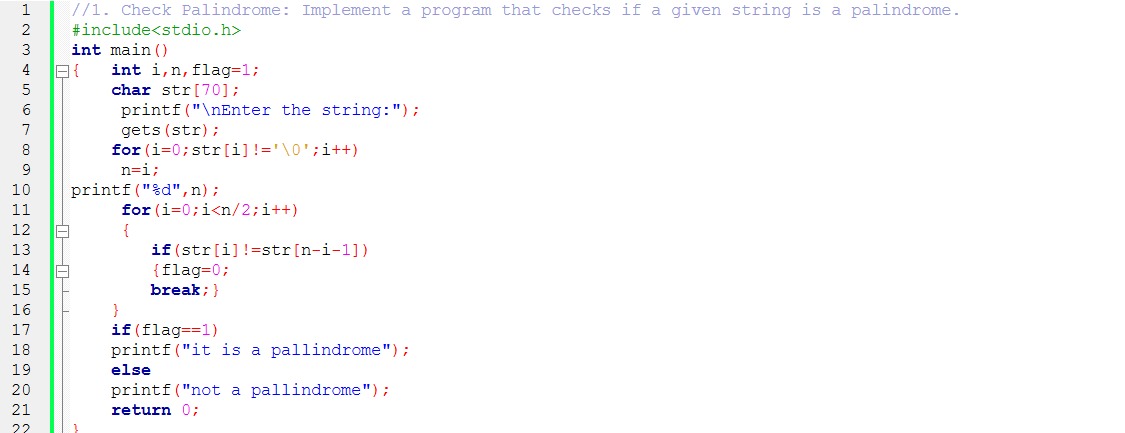 1 //1. Check Palindrome: Implement a program that checks if a given string is a palindrome.
2 #include<stdio.h>
3 int main()
4 { int i,n,flag=1;
5 char str[70];
6 printf("\nEnter the string:");
7 gets(str);
8 for(i=0;str[i]!='\0';i++)
9 n=i;
10 printf("%d",n);
11 for(i=0;i<n/2;i++)
12 {
13 if(str[i]!=str[n-i-1])
14 {flag=0;
15 break;}
16 }
17 if(flag==1)
18 printf("it is a pallindrome");
19 else
20 printf("not a pallindrome");
21 return 0;
22 }